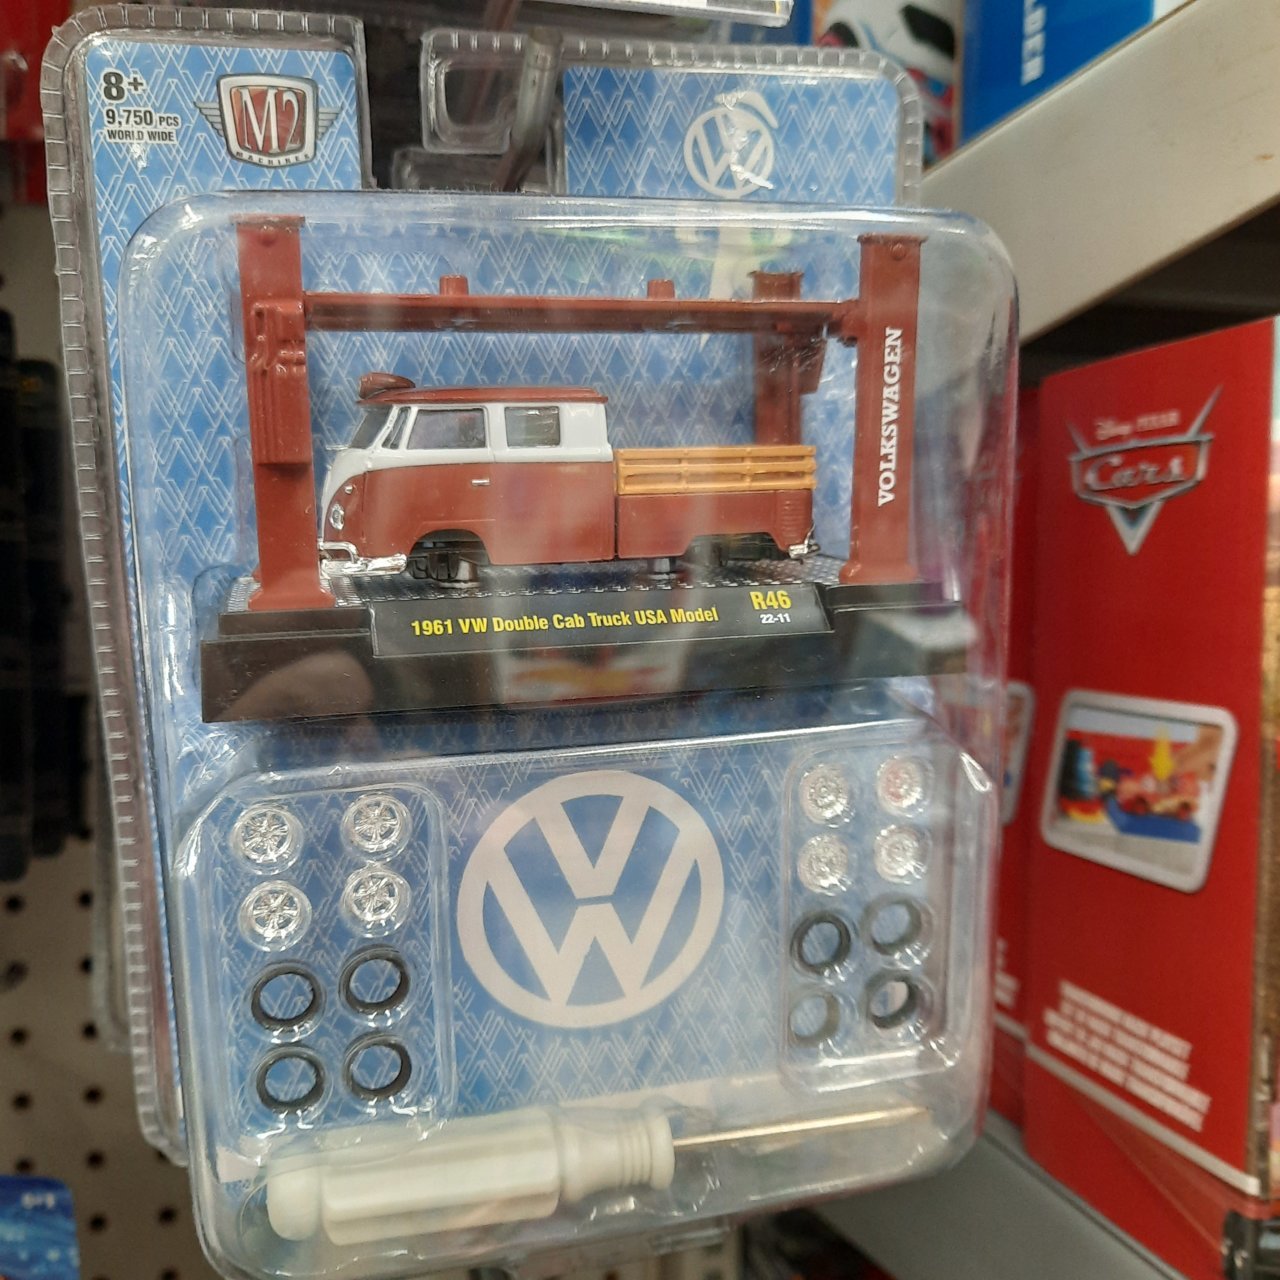 8+
9,750 PCS
WORLD WIDE
M2
MACHINES
VOLKSWAGEN
1961 VW Double Cab Truck USA Model
R46
22-11
VW
Disney PIXAR
Cars